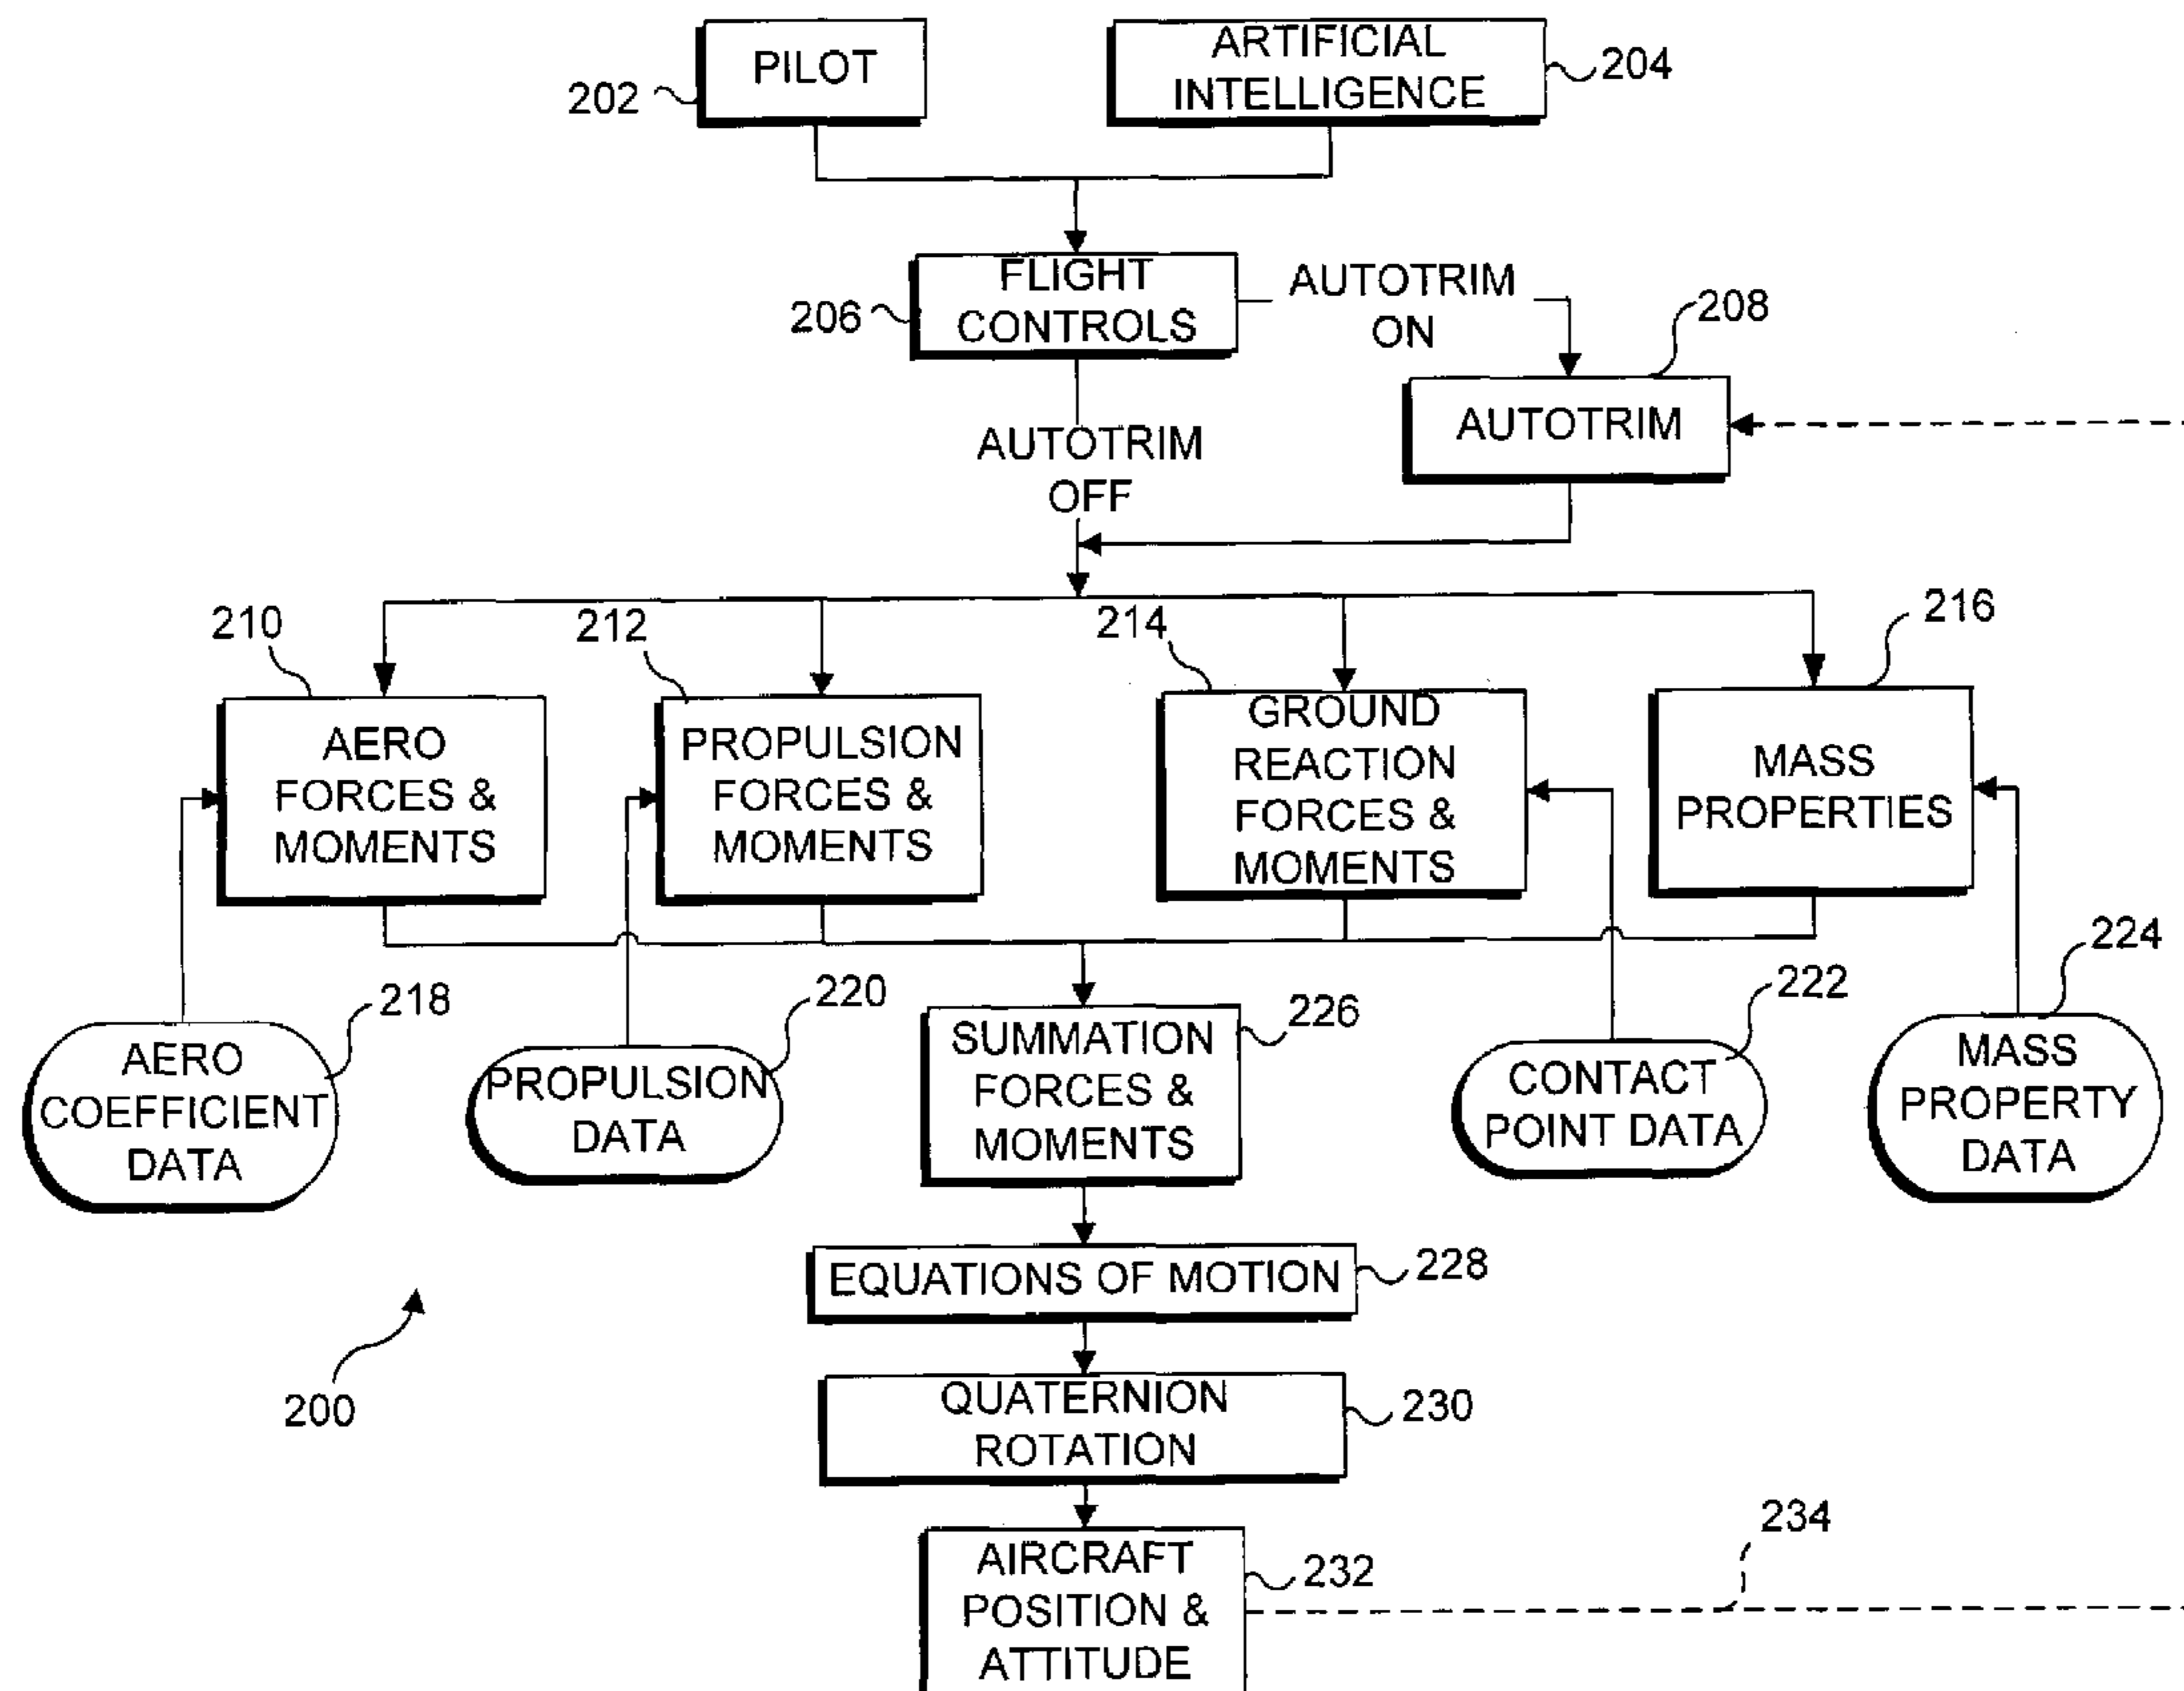 PILOT
202
ARTIFICIAL
INTELLIGENCE
204
FLIGHT
CONTROLS
206
AUTOTRIM
ON
208
AUTOTRIM
AUTOTRIM
OFF
210
212
214
216
AERO
FORCES &
MOMENTS
PROPULSION
FORCES &
MOMENTS
GROUND
REACTION
FORCES &
MOMENTS
MASS
PROPERTIES
218
220
226
222
224
AERO
COEFFICIENT
DATA
PROPULSION
DATA
SUMMATION
FORCES &
MOMENTS
CONTACT
POINT DATA
MASS
PROPERTY
DATA
EQUATIONS OF MOTION
228
200
QUATERNION
ROTATION
230
AIRCRAFT
POSITION &
ATTITUDE
232
234